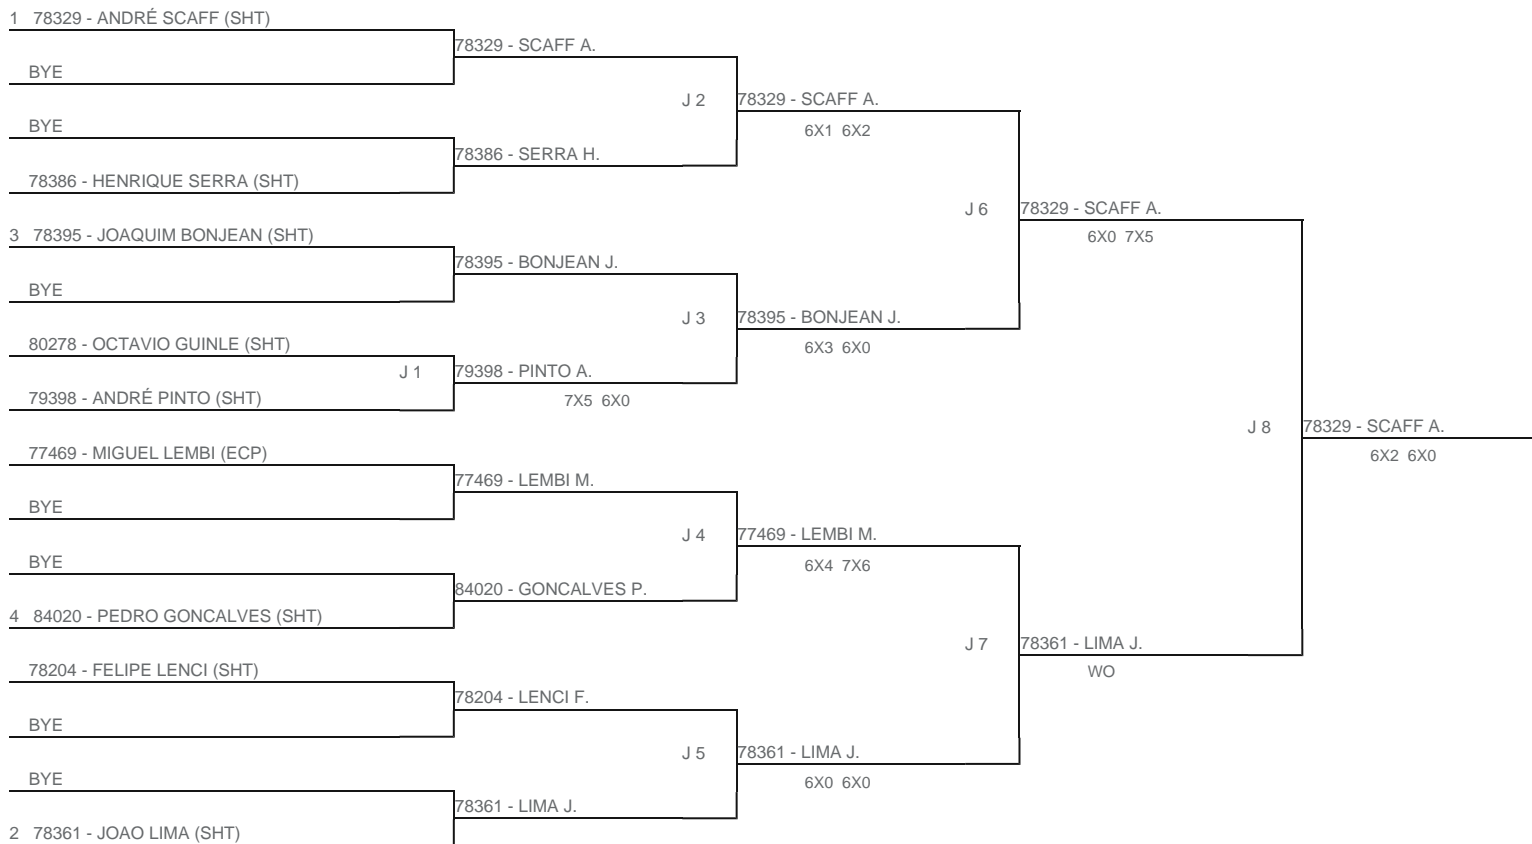 1 78329 - ANDRÉ SCAFF (SHT)
78329 - SCAFF A.
BYE
J 2
78329 - SCAFF A.
BYE
6X1 6X2
78386 - SERRA H.
78386 - HENRIQUE SERRA (SHT)
J 6
78329 - SCAFF A.
3 78395 - JOAQUIM BONJEAN (SHT)
6X0 7X5
78395 - BONJEAN J.
BYE
J 3
78395 - BONJEAN J.
80278 - OCTAVIO GUINLE (SHT)
6X3 6X0
J 1
79398 - PINTO A.
79398 - ANDRÉ PINTO (SHT)
7X5 6X0
J 8
78329 - SCAFF A.
77469 - MIGUEL LEMBI (ECP)
6X2 6X0
77469 - LEMBI M.
BYE
J 4
77469 - LEMBI M.
BYE
6X4 7X6
84020 - GONCALVES P.
4 84020 - PEDRO GONCALVES (SHT)
J 7
78361 - LIMA J.
78204 - FELIPE LENCI (SHT)
WO
78204 - LENCI F.
BYE
J 5
78361 - LIMA J.
BYE
6X0 6X0
78361 - LIMA J.
2 78361 - JOAO LIMA (SHT)